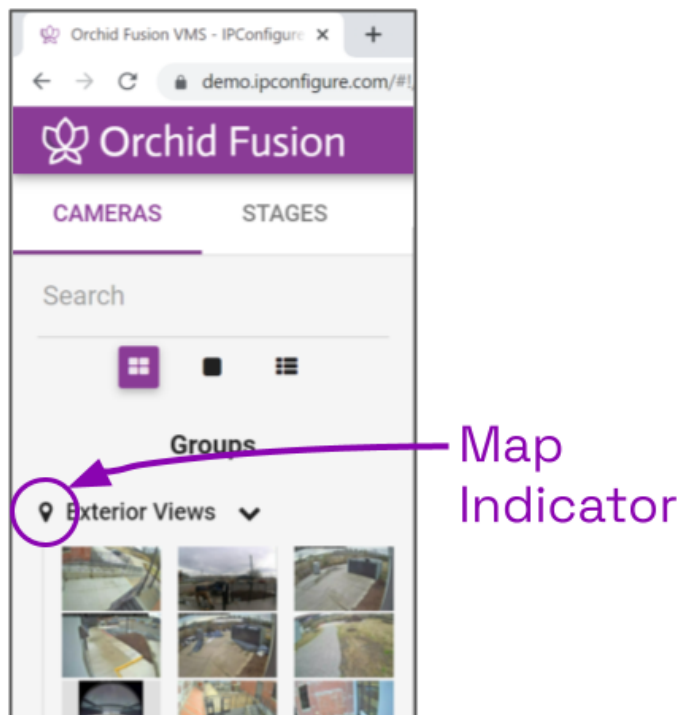 Orchid Fusion VMS - IPConfigure
demo.ipconfigure.com/#!
Orchid Fusion
CAMERAS STAGES
Search
Groups
Exterior Views
Map
Indicator